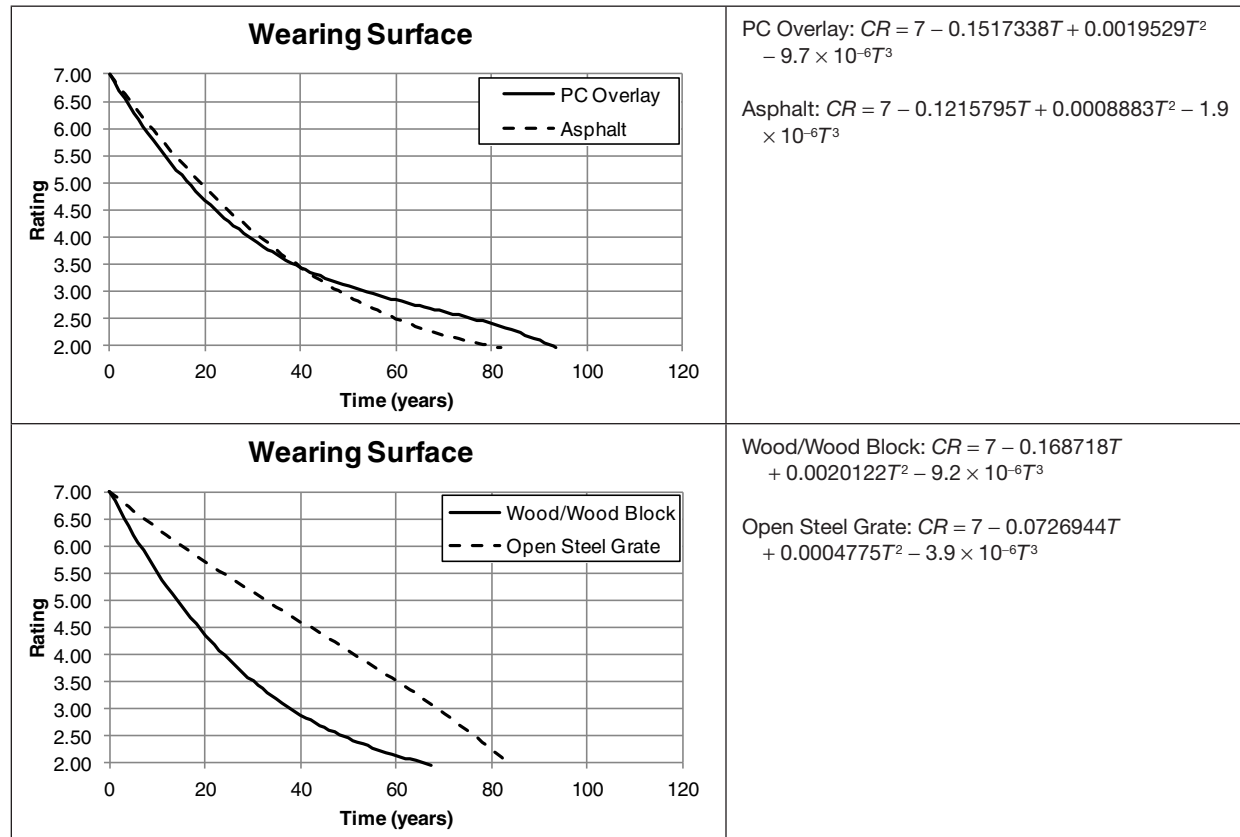 Wearing Surface
7.00
6.50
6.00
5.50
5.00
4.50
4.00
3.50
3.00
2.50
2.00
Rating
0 20 40 60 80 100 120
Time (years)
PC Overlay
Asphalt
PC Overlay: CR = 7 – 0.1517338T + 0.0019529T²
– 9.7 × 10⁻⁶T³
Asphalt: CR = 7 – 0.1215795T + 0.0008883T² – 1.9
× 10⁻⁶T³
Wearing Surface
7.00
6.50
6.00
5.50
5.00
4.50
4.00
3.50
3.00
2.50
2.00
Rating
0 20 40 60 80 100 120
Time (years)
Wood/Wood Block
Open Steel Grate
Wood/Wood Block: CR = 7 – 0.168718T
+ 0.0020122T² – 9.2 × 10⁻⁶T³
Open Steel Grate: CR = 7 – 0.0726944T
+ 0.0004775T² – 3.9 × 10⁻⁶T³